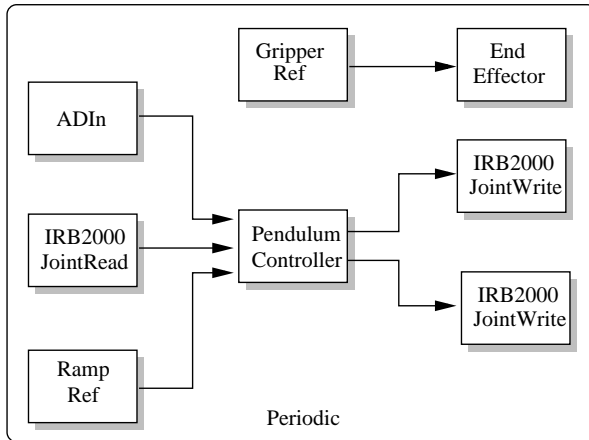 Gripper
Ref
End
Effector
ADIn
IRB2000
JointWrite
IRB2000
JointRead
Pendulum
Controller
IRB2000
JointWrite
Ramp
Ref
Periodic